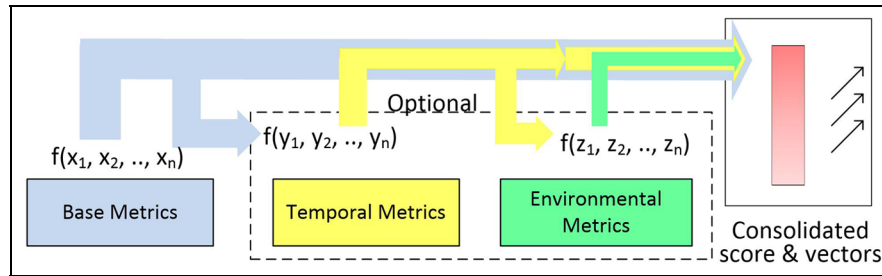 Optional
f(x₁, x₂, .., xₙ)
f(y₁, y₂, .., yₙ)
f(z₁, z₂, .., zₙ)
Base Metrics
Temporal Metrics
Environmental
Metrics
Consolidated
score & vectors